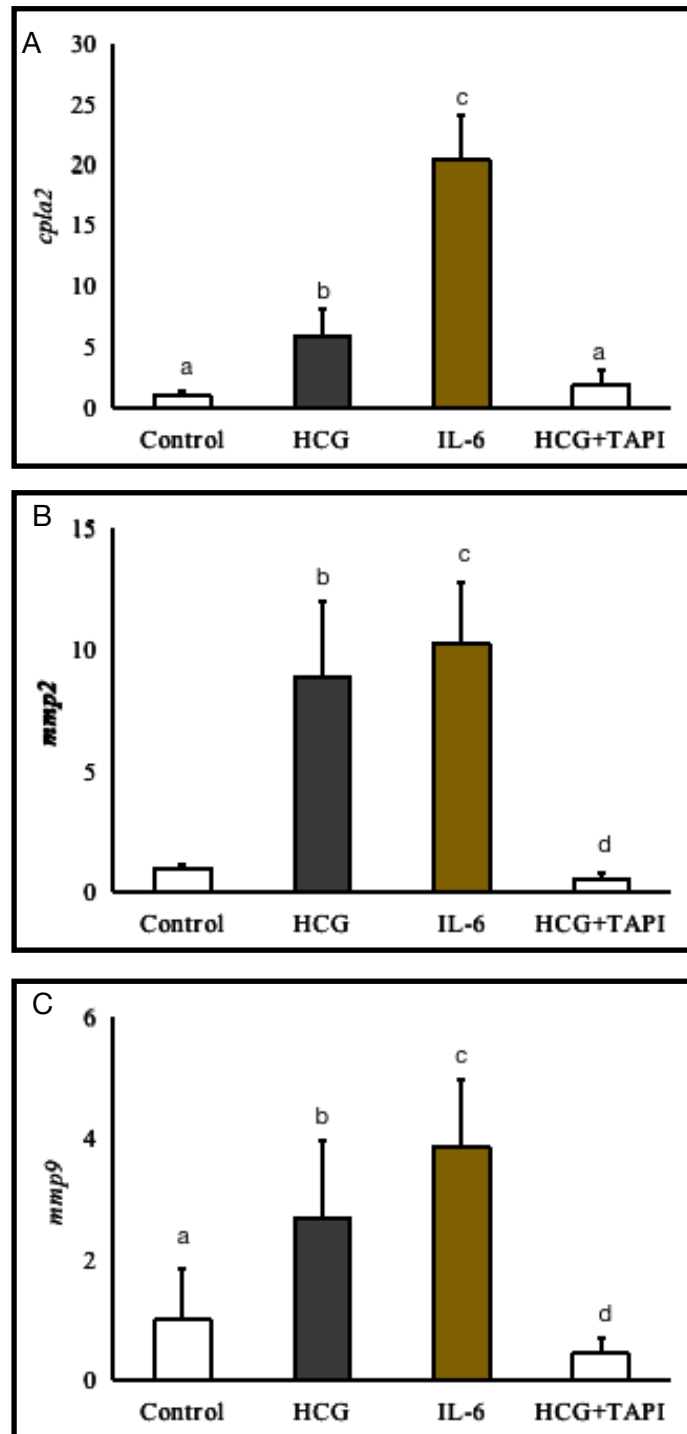 A
30
25
20
15
10
5
0
cpla2
a
b
c
a
Control HCG IL-6 HCG+TAPI
B
15
10
5
0
mmp2
b
c
d
Control HCG IL-6 HCG+TAPI
C
6
4
2
0
mmp9
a
b
c
d
Control HCG IL-6 HCG+TAPI